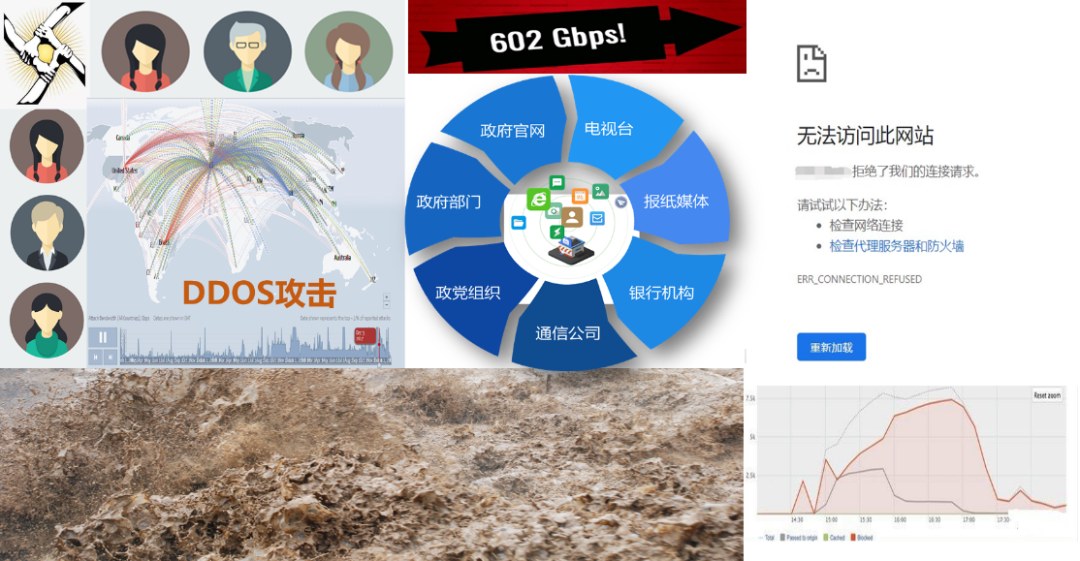 602 Gbps!
政府官网
电视台
政府部门
报纸媒体
政党组织
银行机构
通信公司
Canada
United States
Brazil
Australia
DDOS攻击
无法访问此网站
拒绝了我们的连接请求。
请试试以下办法:
• 检查网络连接
• 检查代理服务器和防火墙
ERR_CONNECTION_REFUSED
重新加载
Reset zoom
7.5k
5k
2.5k
14:30
15:00
15:30
16:00
16:30
17:00
17:30
Total
Passed to origin
Cached
Blocked